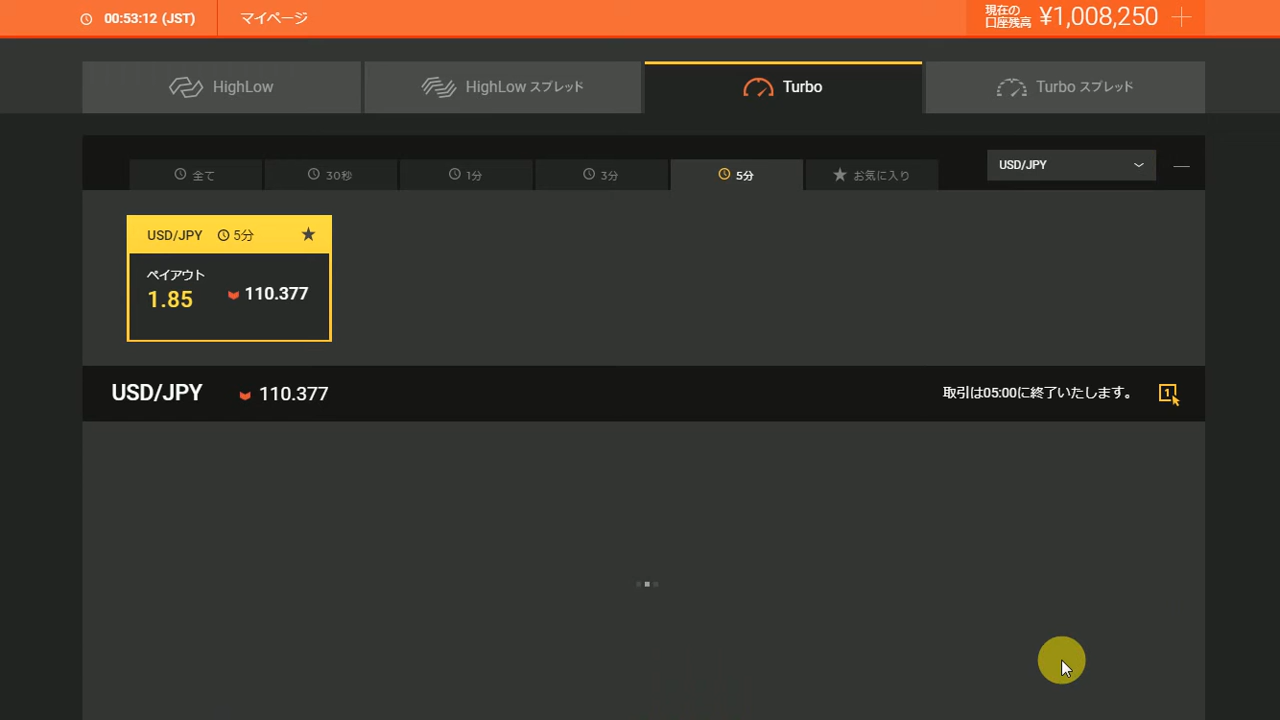 00:53:12 (JST)
マイページ
現在の
口座残高
¥1,008,250
HighLow
HighLow スプレッド
Turbo
Turbo スプレッド
全て
30秒
1分
3分
5分
お気に入り
USD/JPY
USD/JPY 5分
ペイアウト
1.85
110.377
USD/JPY
110.377
取引は05:00に終了いたします。
1